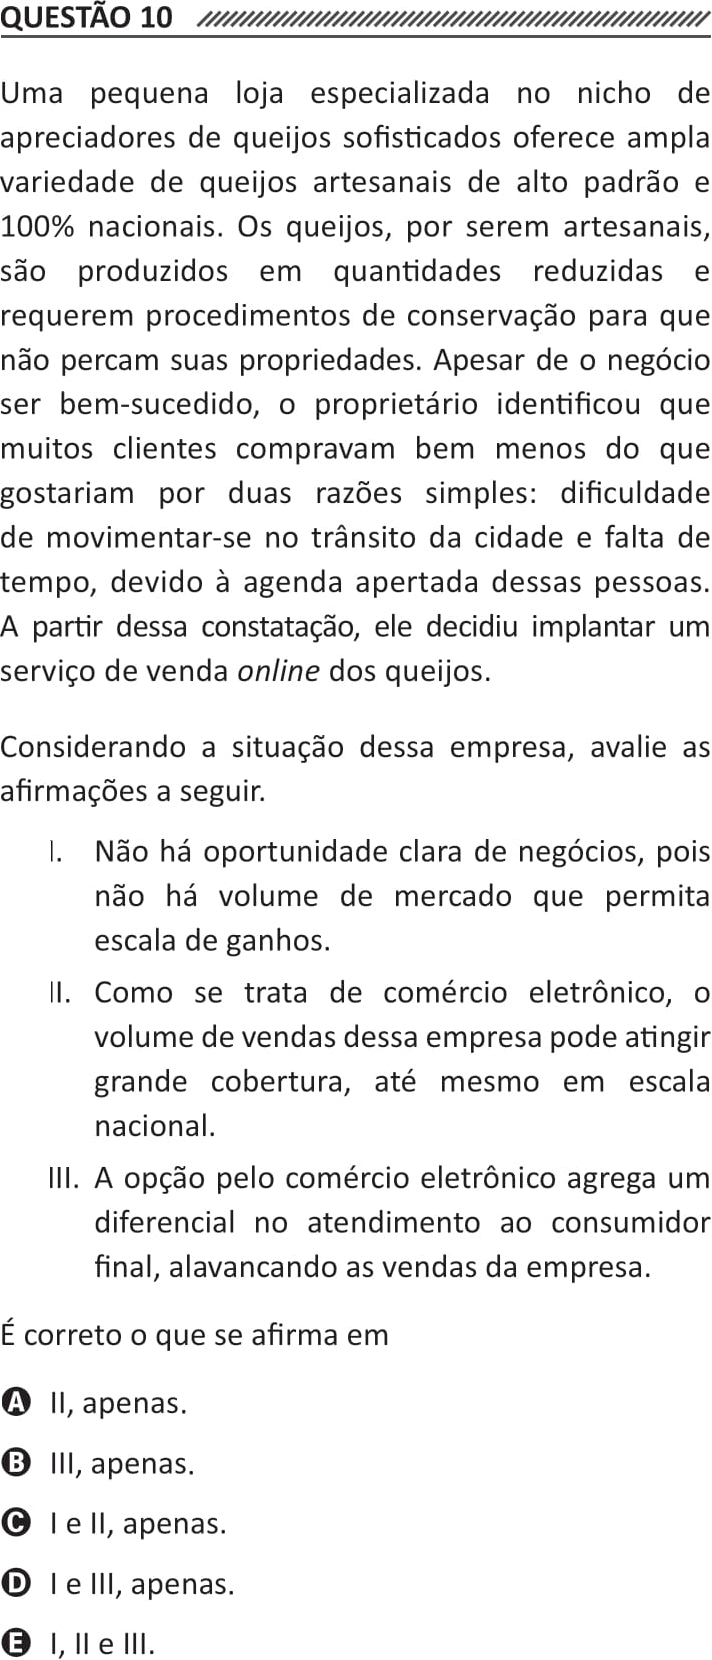 QUESTÃO 10
Uma pequena loja especializada no nicho de
apreciadores de queijos sofisticados oferece ampla
variedade de queijos artesanais de alto padrão e
100% nacionais. Os queijos, por serem artesanais,
são produzidos em quantidades reduzidas e
requerem procedimentos de conservação para que
não percam suas propriedades. Apesar de o negócio
ser bem-sucedido, o proprietário identificou que
muitos clientes compravam bem menos do que
gostariam por duas razões simples: dificuldade
de movimentar-se no trânsito da cidade e falta de
tempo, devido à agenda apertada dessas pessoas.
A partir dessa constatação, ele decidiu implantar um
serviço de venda online dos queijos.
Considerando a situação dessa empresa, avalie as
afirmações a seguir.
I. Não há oportunidade clara de negócios, pois
não há volume de mercado que permita
escala de ganhos.
II. Como se trata de comércio eletrônico, o
volume de vendas dessa empresa pode atingir
grande cobertura, até mesmo em escala
nacional.
III. A opção pelo comércio eletrônico agrega um
diferencial no atendimento ao consumidor
final, alavancando as vendas da empresa.
É correto o que se afirma em
A II, apenas.
B III, apenas.
C I e II, apenas.
D I e III, apenas.
E I, II e III.